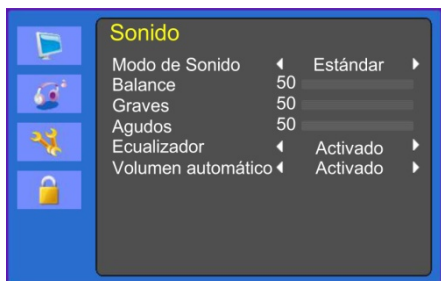 Sonido
Modo de Sonido Estándar
Balance 50
Graves 50
Agudos 50
Ecualizador Activado
Volumen automático Activado